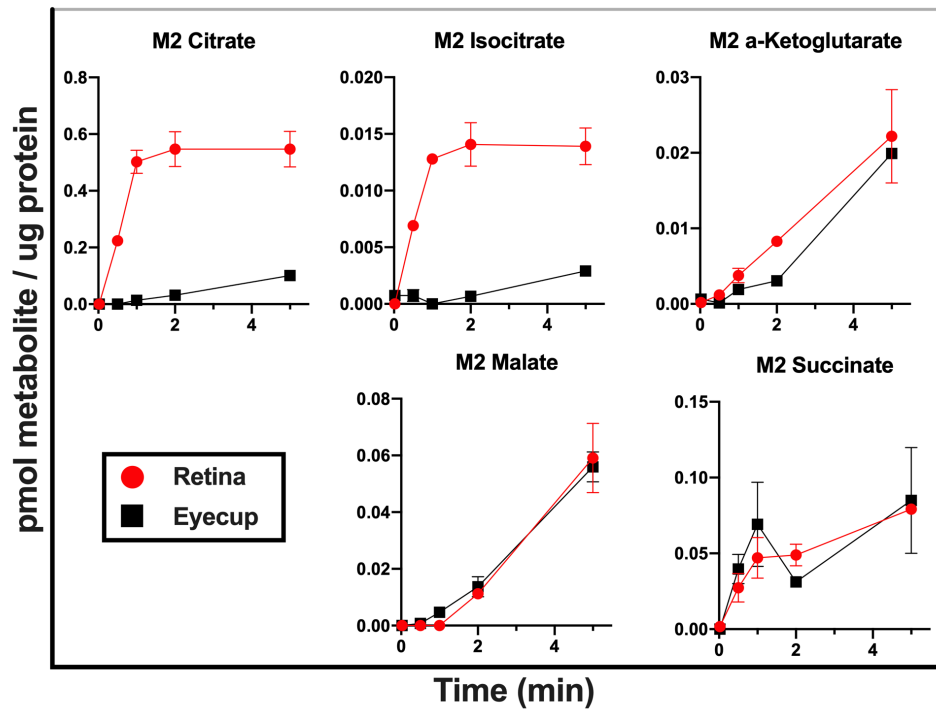 pmol metabolite / ug protein
M2 Citrate
0.8
0.6
0.4
0.2
0.0
0 2 4
M2 Isocitrate
0.020
0.015
0.010
0.005
0.000
0 2 4
M2 a-Ketoglutarate
0.03
0.02
0.01
0.00
0 2 4
Retina
Eyecup
M2 Malate
0.08
0.06
0.04
0.02
0.00
0 2 4
M2 Succinate
0.15
0.10
0.05
0.00
0 2 4
Time (min)